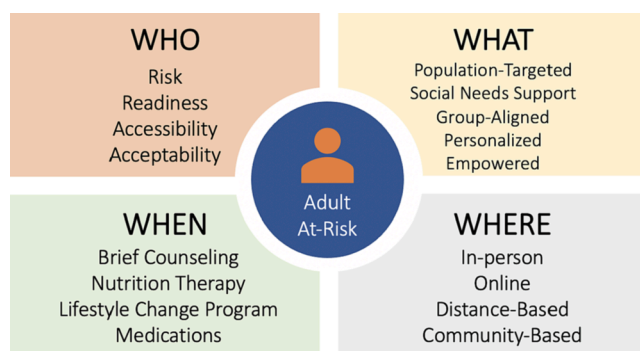 WHO
Risk
Readiness
Accessibility
Acceptability
WHAT
Population-Targeted
Social Needs Support
Group-Aligned
Personalized
Empowered
Adult
At-Risk
WHEN
Brief Counseling
Nutrition Therapy
Lifestyle Change Program
Medications
WHERE
In-person
Online
Distance-Based
Community-Based